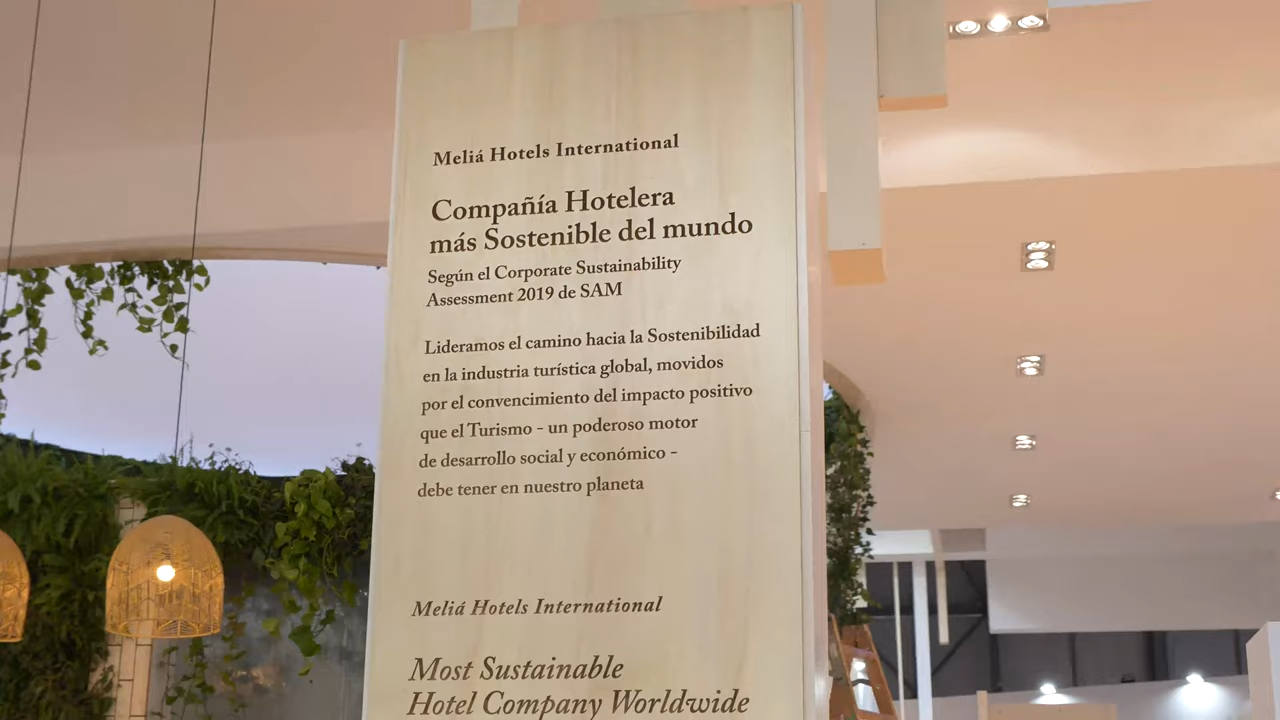 Meliá Hotels International
Compañía Hotelera
más Sostenible del mundo
Según el Corporate Sustainability
Assessment 2019 de SAM
Lideramos el camino hacia la Sostenibilidad
en la industria turística global, movidos
por el convencimiento del impacto positivo
que el Turismo - un poderoso motor
de desarrollo social y económico -
debe tener en nuestro planeta
Meliá Hotels International
Most Sustainable
Hotel Company Worldwide